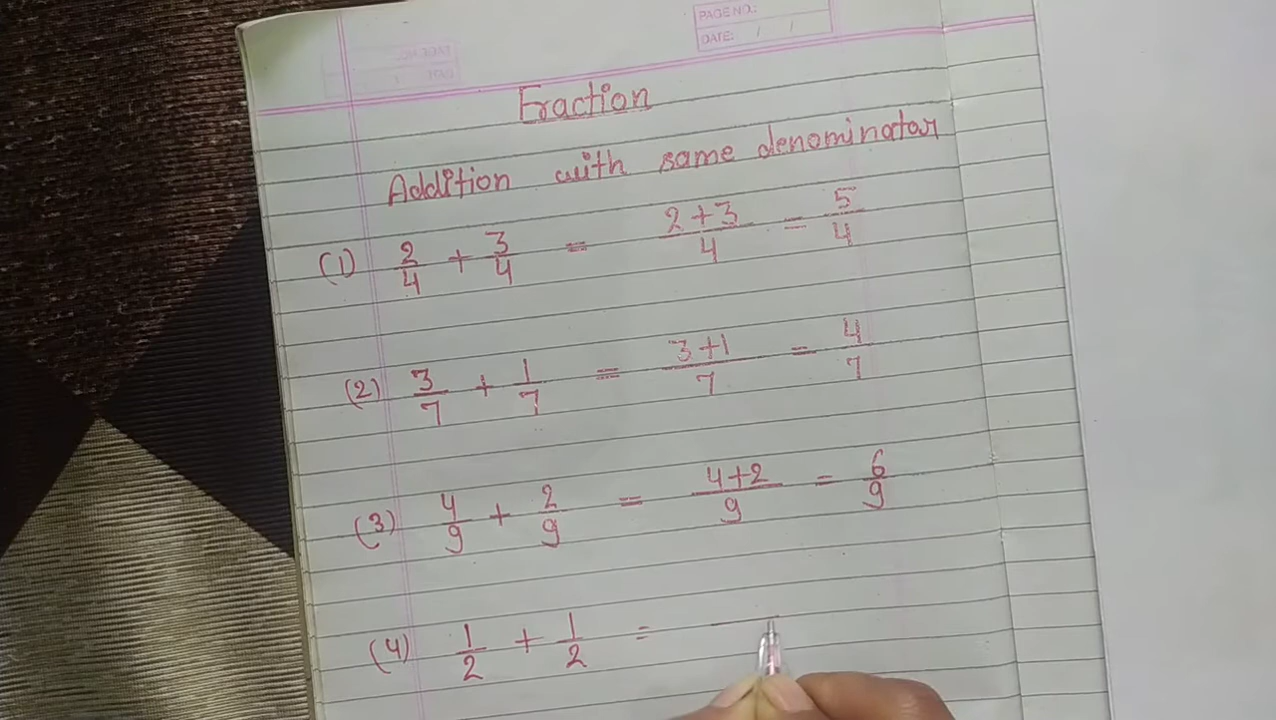 PAGE NO.:
DATE: / /
Fraction
Addition with same denominator
(1) 2/4 + 3/4 = 2+3/4 = 5/4
(2) 3/7 + 1/7 = 3+1/7 = 4/7
(3) 4/9 + 2/9 = 4+2/9 = 6/9
(4) 1/2 + 1/2 =